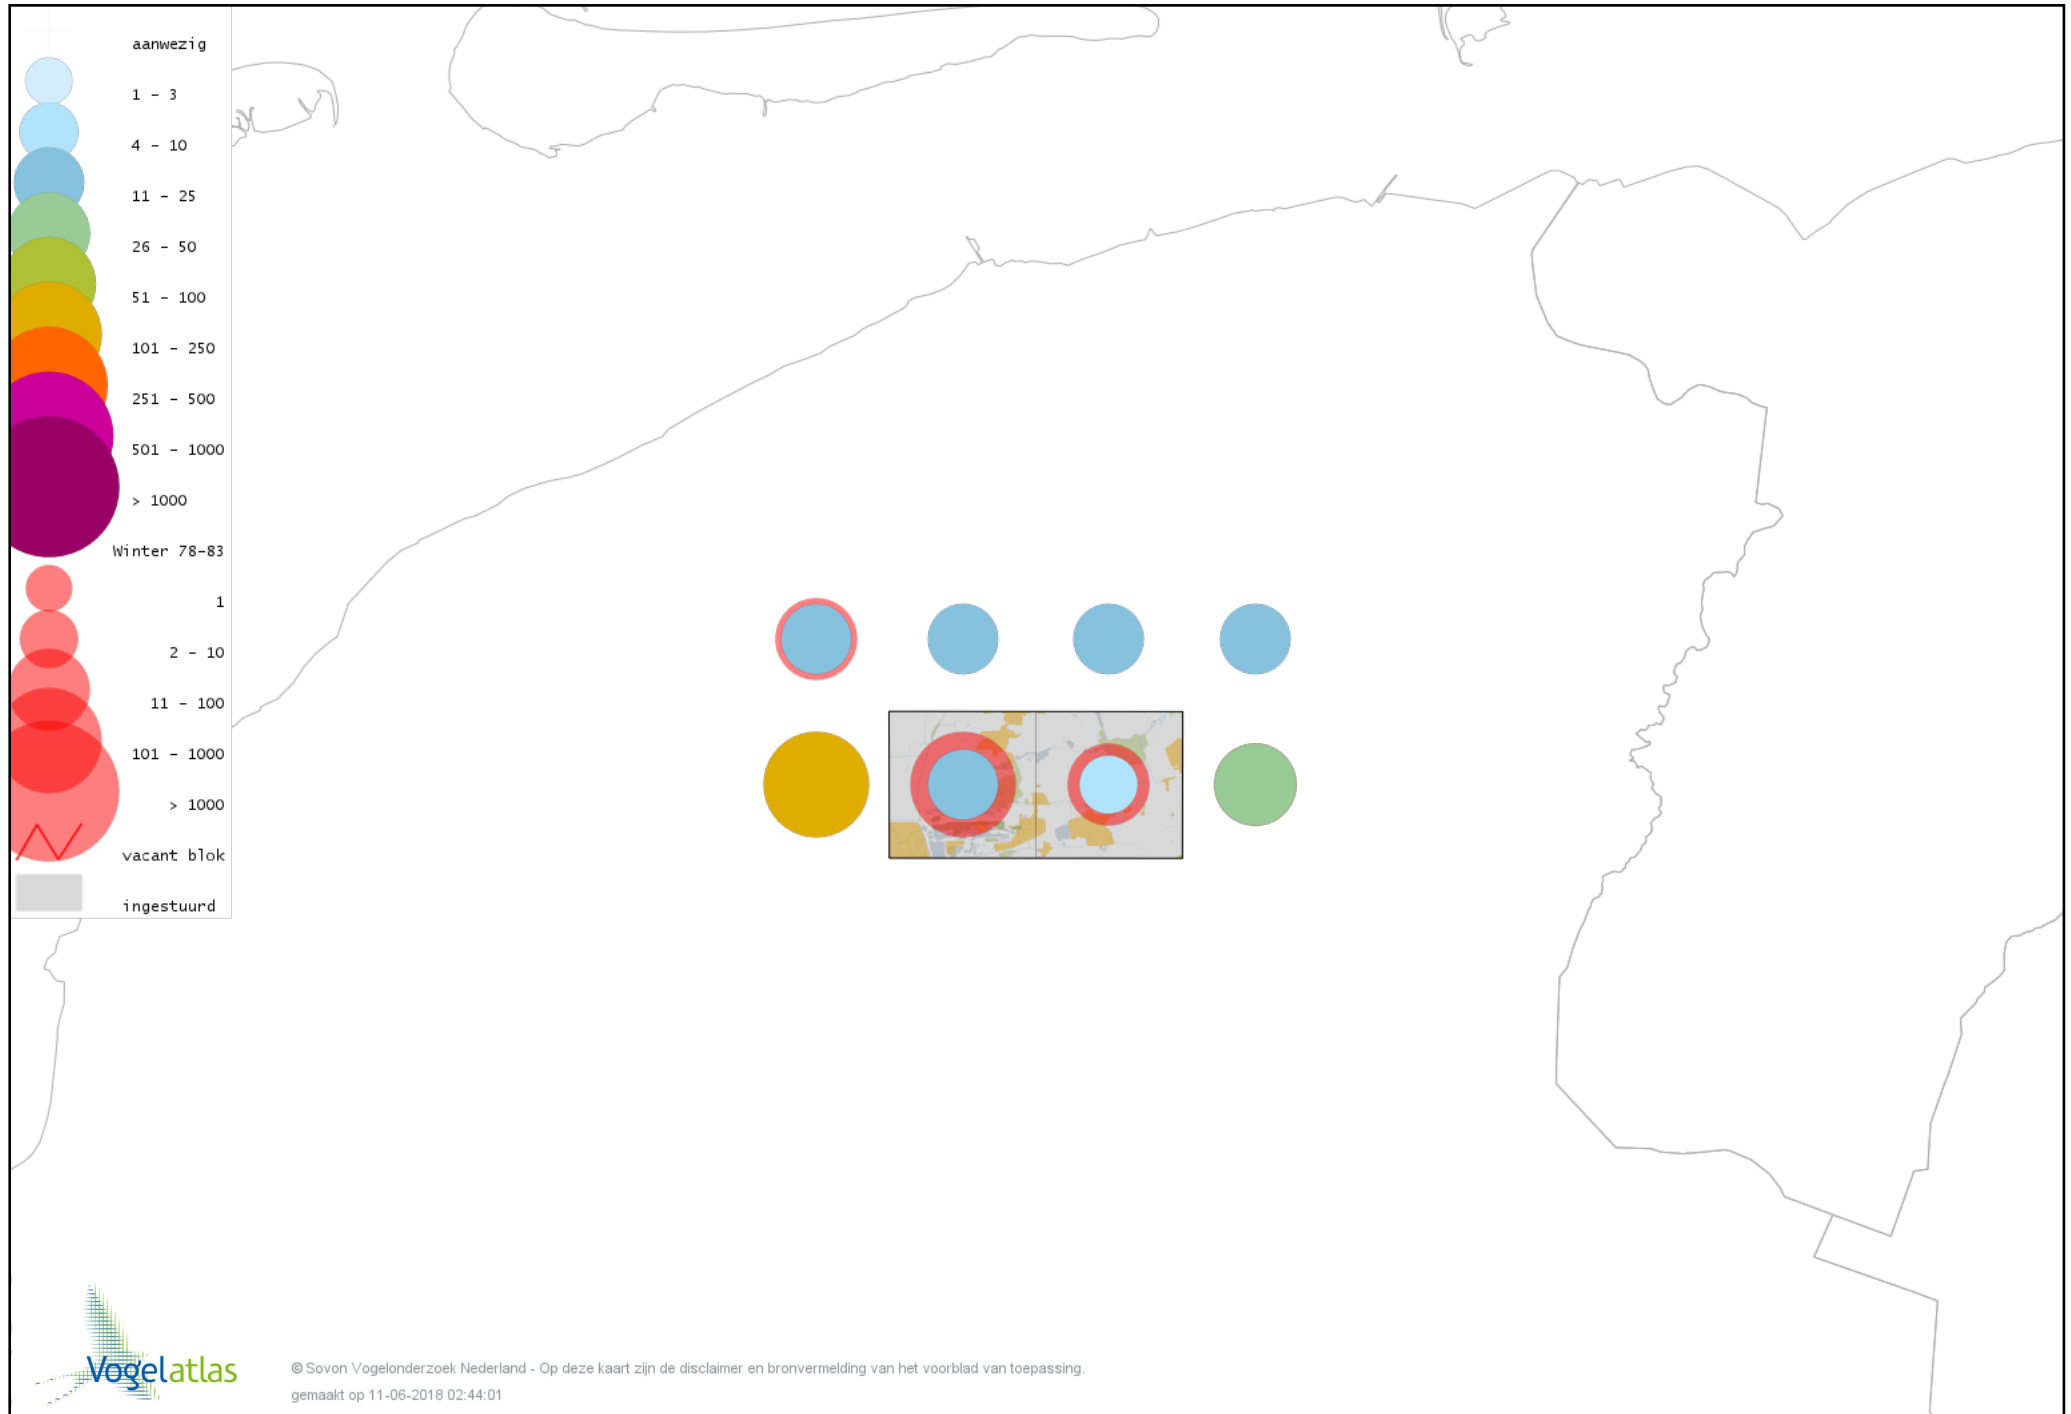 aanwezig
1 - 3
4 - 10
11 - 25
26 - 50
51 - 100
101 - 250
251 - 500
501 - 1000
> 1000
Winter 78-83
1
2 - 10
11 - 100
101 - 1000
> 1000
vacant blok
ingestuurd
Vogelatlas
© Sovon Vogelonderzoek Nederland - Op deze kaart zijn de disclaimer en bronvermelding van het voorblad van toepassing.
gemaakt op 11-06-2018 02:44:01